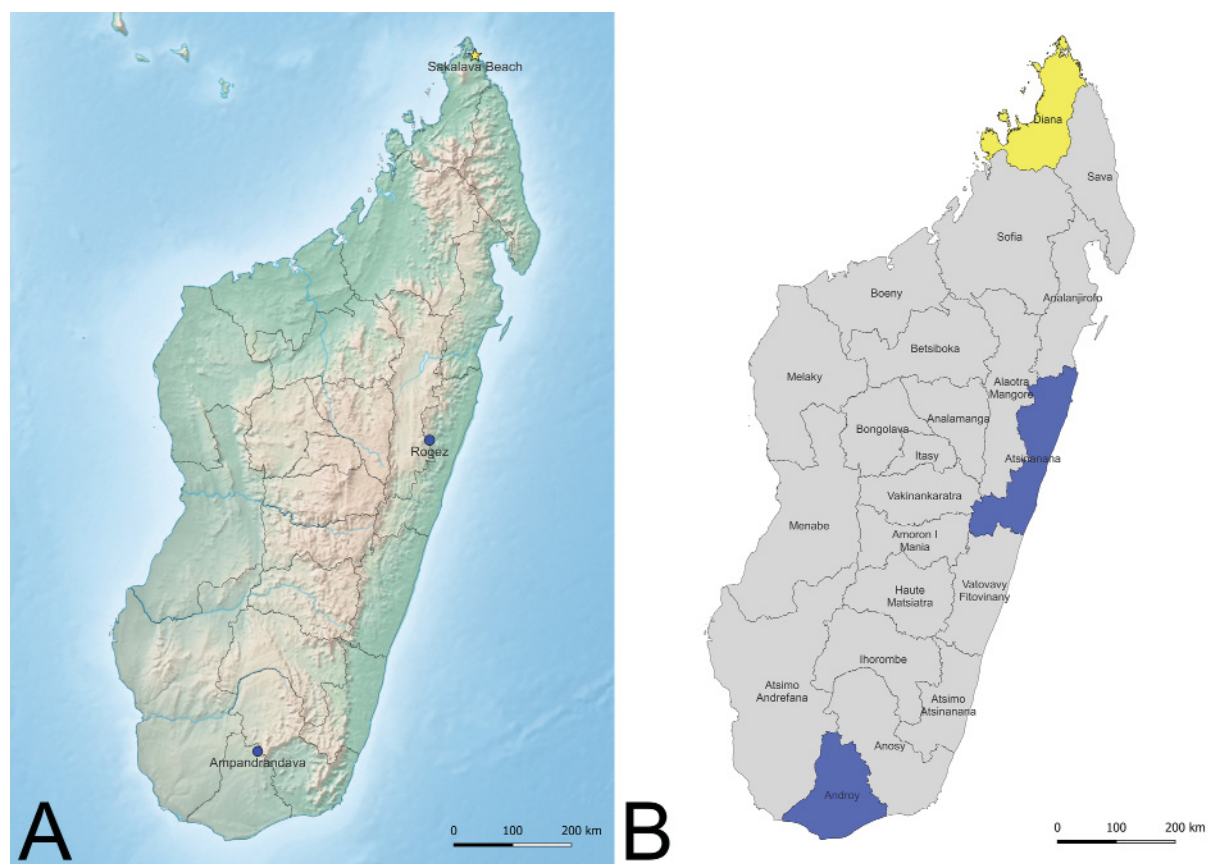 Sakalava Beach
Rogez
Ampandrandava
A
0 100 200 km
Diana
Sava
Sofia
Boeny
Analanjirofo
Betsiboka
Melaky
Alaotra
Mangore
Analamanga
Bongolava
Itasy
Atsinanana
Vakinankaratra
Menabe
Amoron I
Mania
Haute
Matsiatra
Vatovavy
Fitovinany
Ihorombe
Atsimo
Andrefana
Atsimo
Atsinanana
Anosy
Androy
B
0 100 200 km